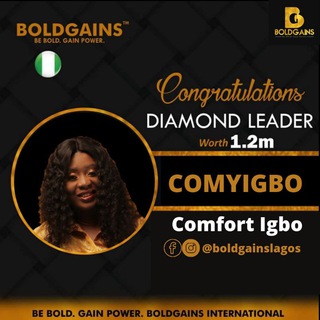 BOLDGAINS™
BE BOLD. GAIN POWER.
BOLDGAINS
Congratulations
DIAMOND LEADER
Worth 1.2m
COMYIGBO
Comfort Igbo
@boldgainslagos
BE BOLD. GAIN POWER. BOLDGAINS INTERNATIONAL